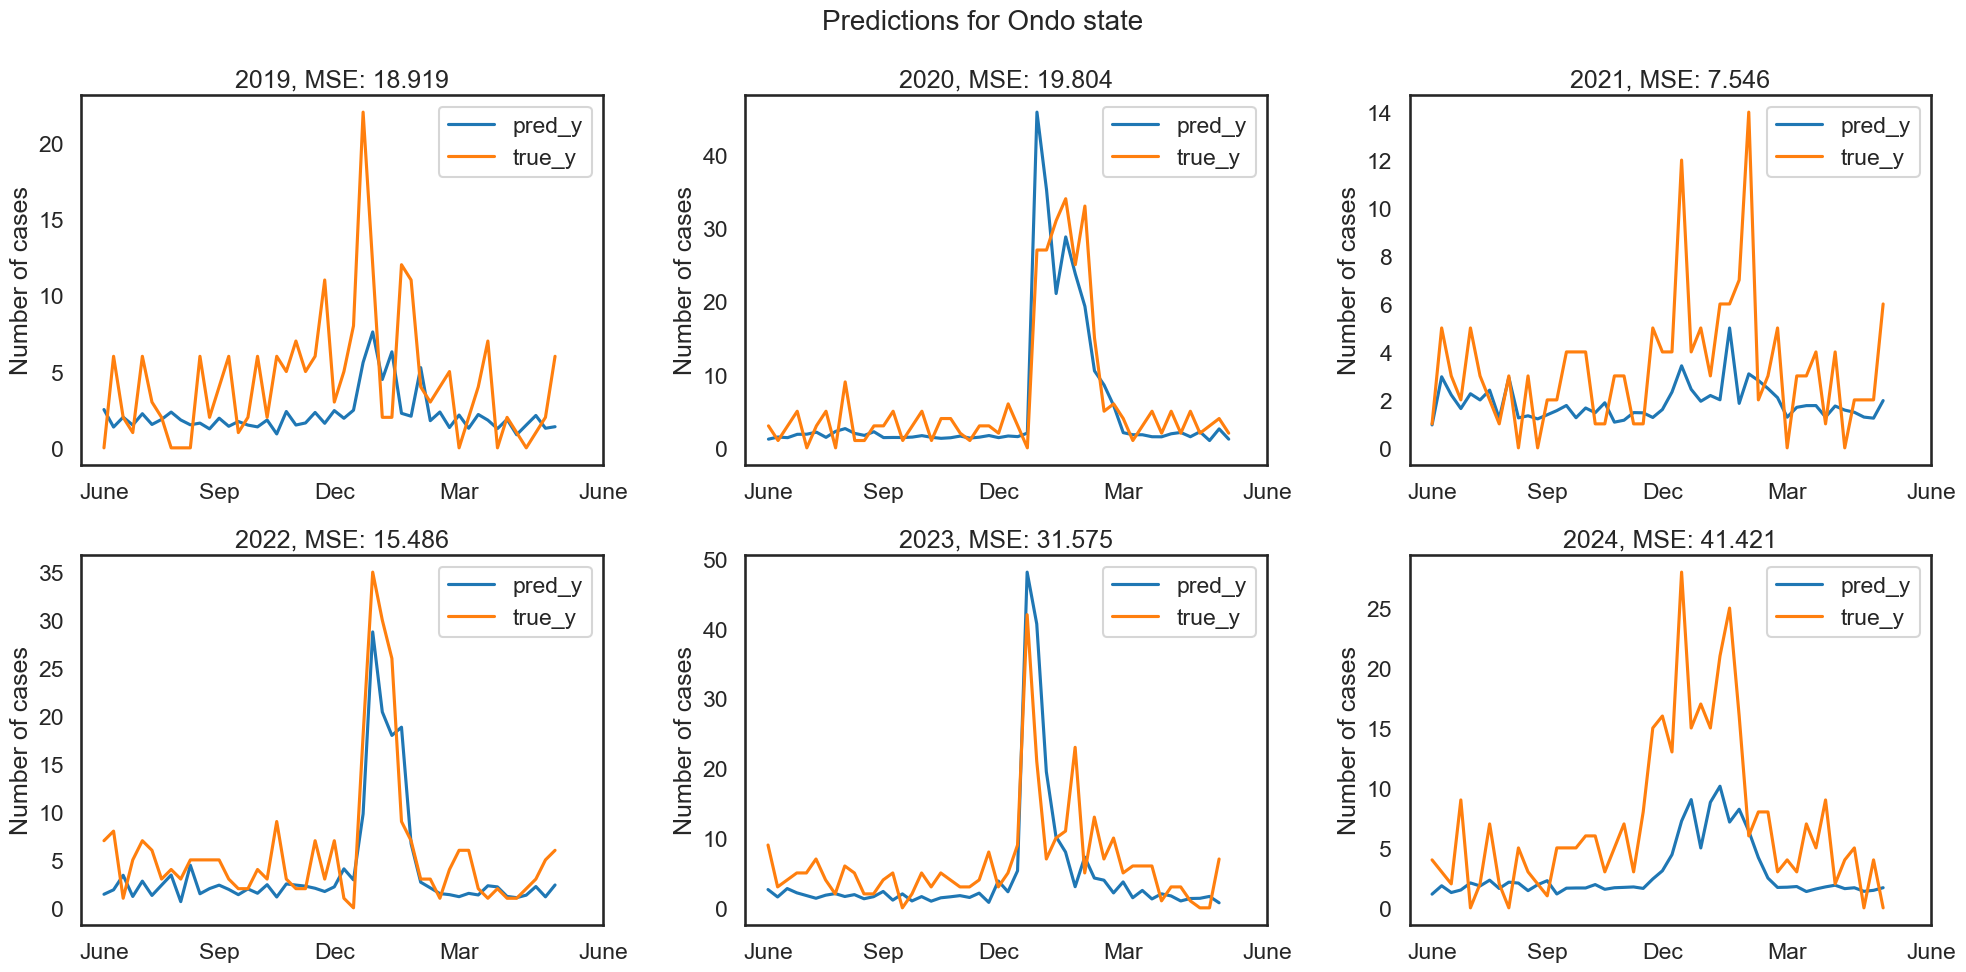 Predictions for Ondo state
2019, MSE: 18.919
Number of cases
20
15
10
5
0
pred_y
true_y
June Sep Dec Mar June
2020, MSE: 19.804
Number of cases
40
30
20
10
0
pred_y
true_y
June Sep Dec Mar June
2021, MSE: 7.546
Number of cases
14
12
10
8
6
4
2
0
pred_y
true_y
June Sep Dec Mar June
2022, MSE: 15.486
Number of cases
35
30
25
20
15
10
5
0
pred_y
true_y
June Sep Dec Mar June
2023, MSE: 31.575
Number of cases
50
40
30
20
10
0
pred_y
true_y
June Sep Dec Mar June
2024, MSE: 41.421
Number of cases
25
20
15
10
5
0
pred_y
true_y
June Sep Dec Mar June